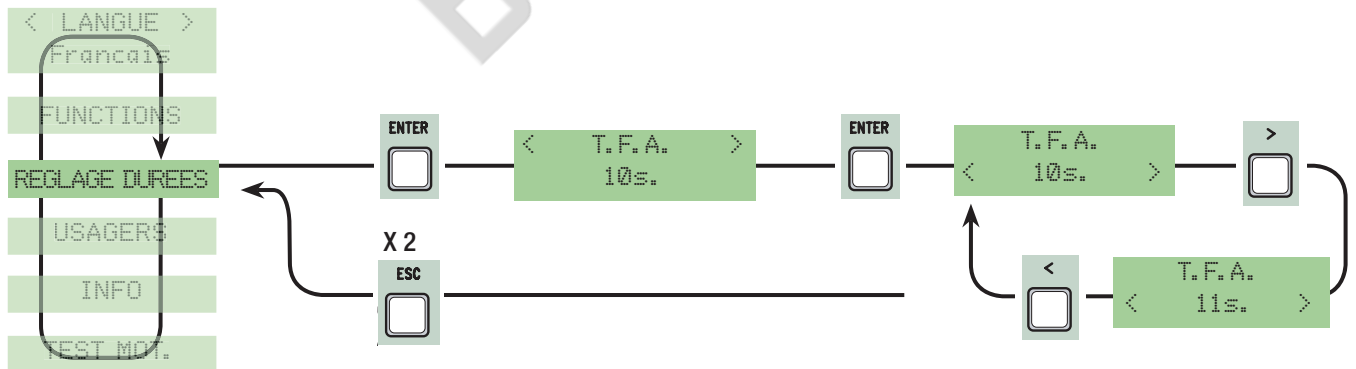 < LANGUE >
Francais
FUNCTIONS
REGLAGE DUREES
USAGERS
INFO
TEST MOT.
ENTER
< T.F.A. >
10s.
ENTER
T.F.A.
< 10s. >
>
X 2
ESC
<
T.F.A.
< 11s. >